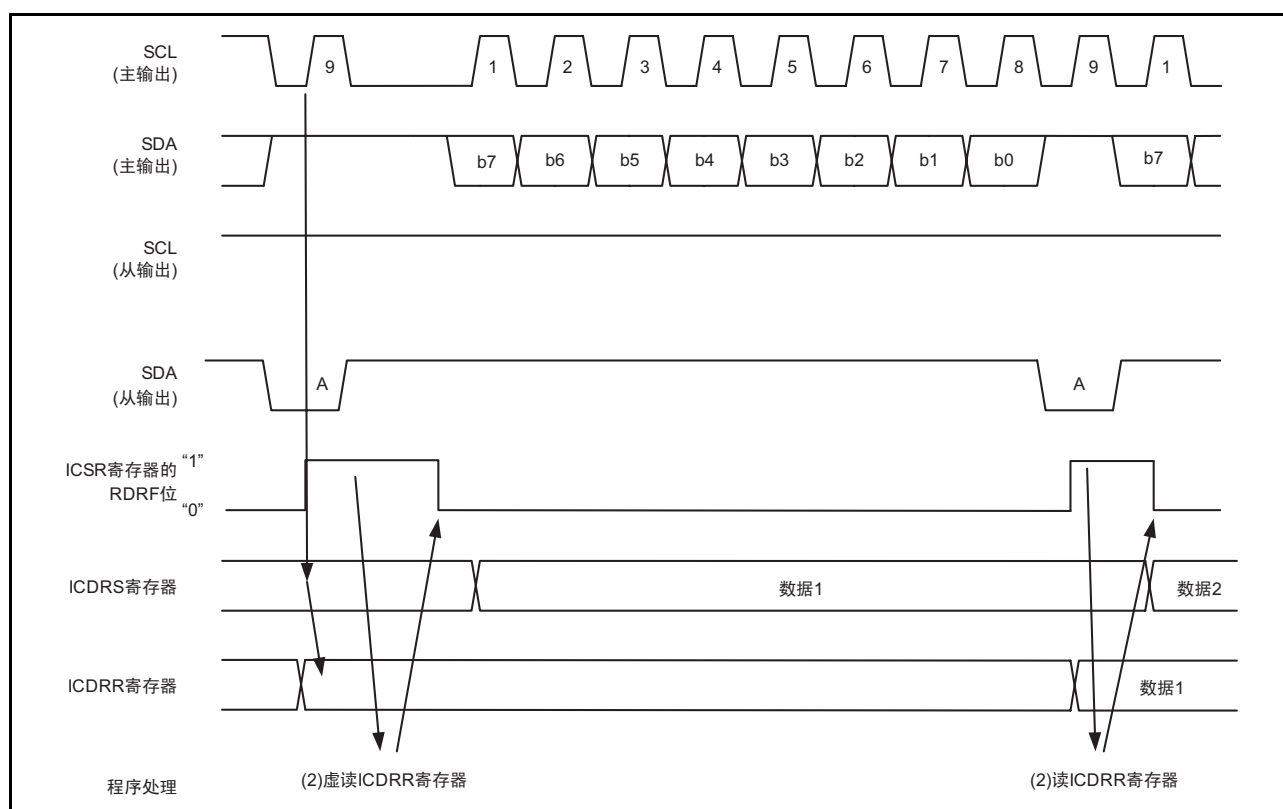 SCL
(主输出)
9
1
2
3
4
5
6
7
8
9
1
SDA
(主输出)
b7
b6
b5
b4
b3
b2
b1
b0
b7
SCL
(从输出)
SDA
(从输出)
A
A
ICSR寄存器的
RDRF位
“1”
“0”
ICDRS寄存器
数据1
数据2
ICDRR寄存器
数据1
程序处理
(2)虚读ICDRR寄存器
(2)读ICDRR寄存器